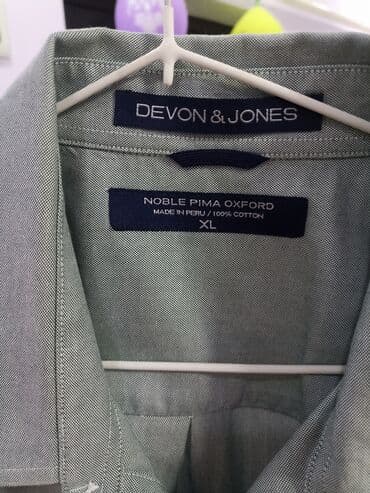 DEVON & JONES
NOBLE PIMA OXFORD
MADE IN PERU / 100% COTTON
XL